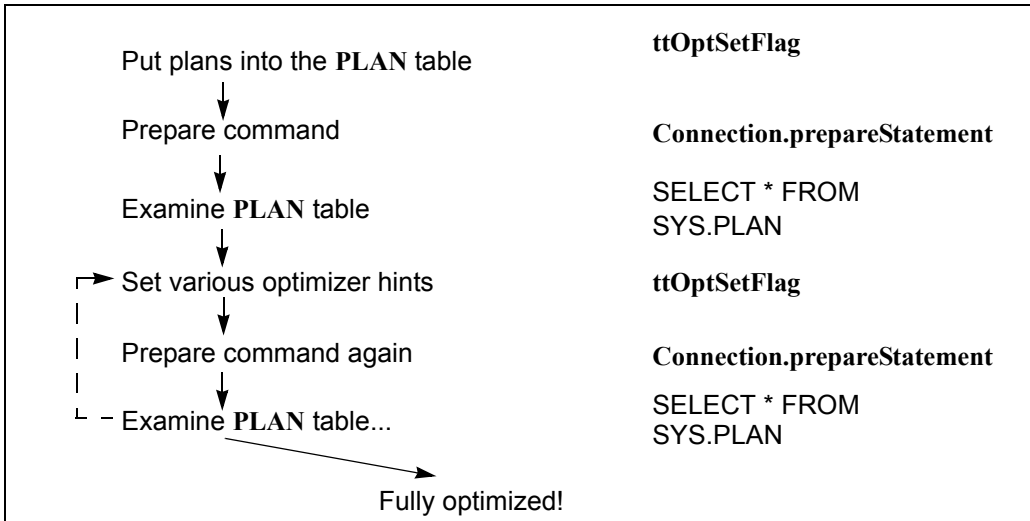 Put plans into the PLAN table
ttOptSetFlag
Prepare command
Connection.prepareStatement
Examine PLAN table
SELECT * FROM
SYS.PLAN
Set various optimizer hints
ttOptSetFlag
Prepare command again
Connection.prepareStatement
Examine PLAN table...
SELECT * FROM
SYS.PLAN
Fully optimized!